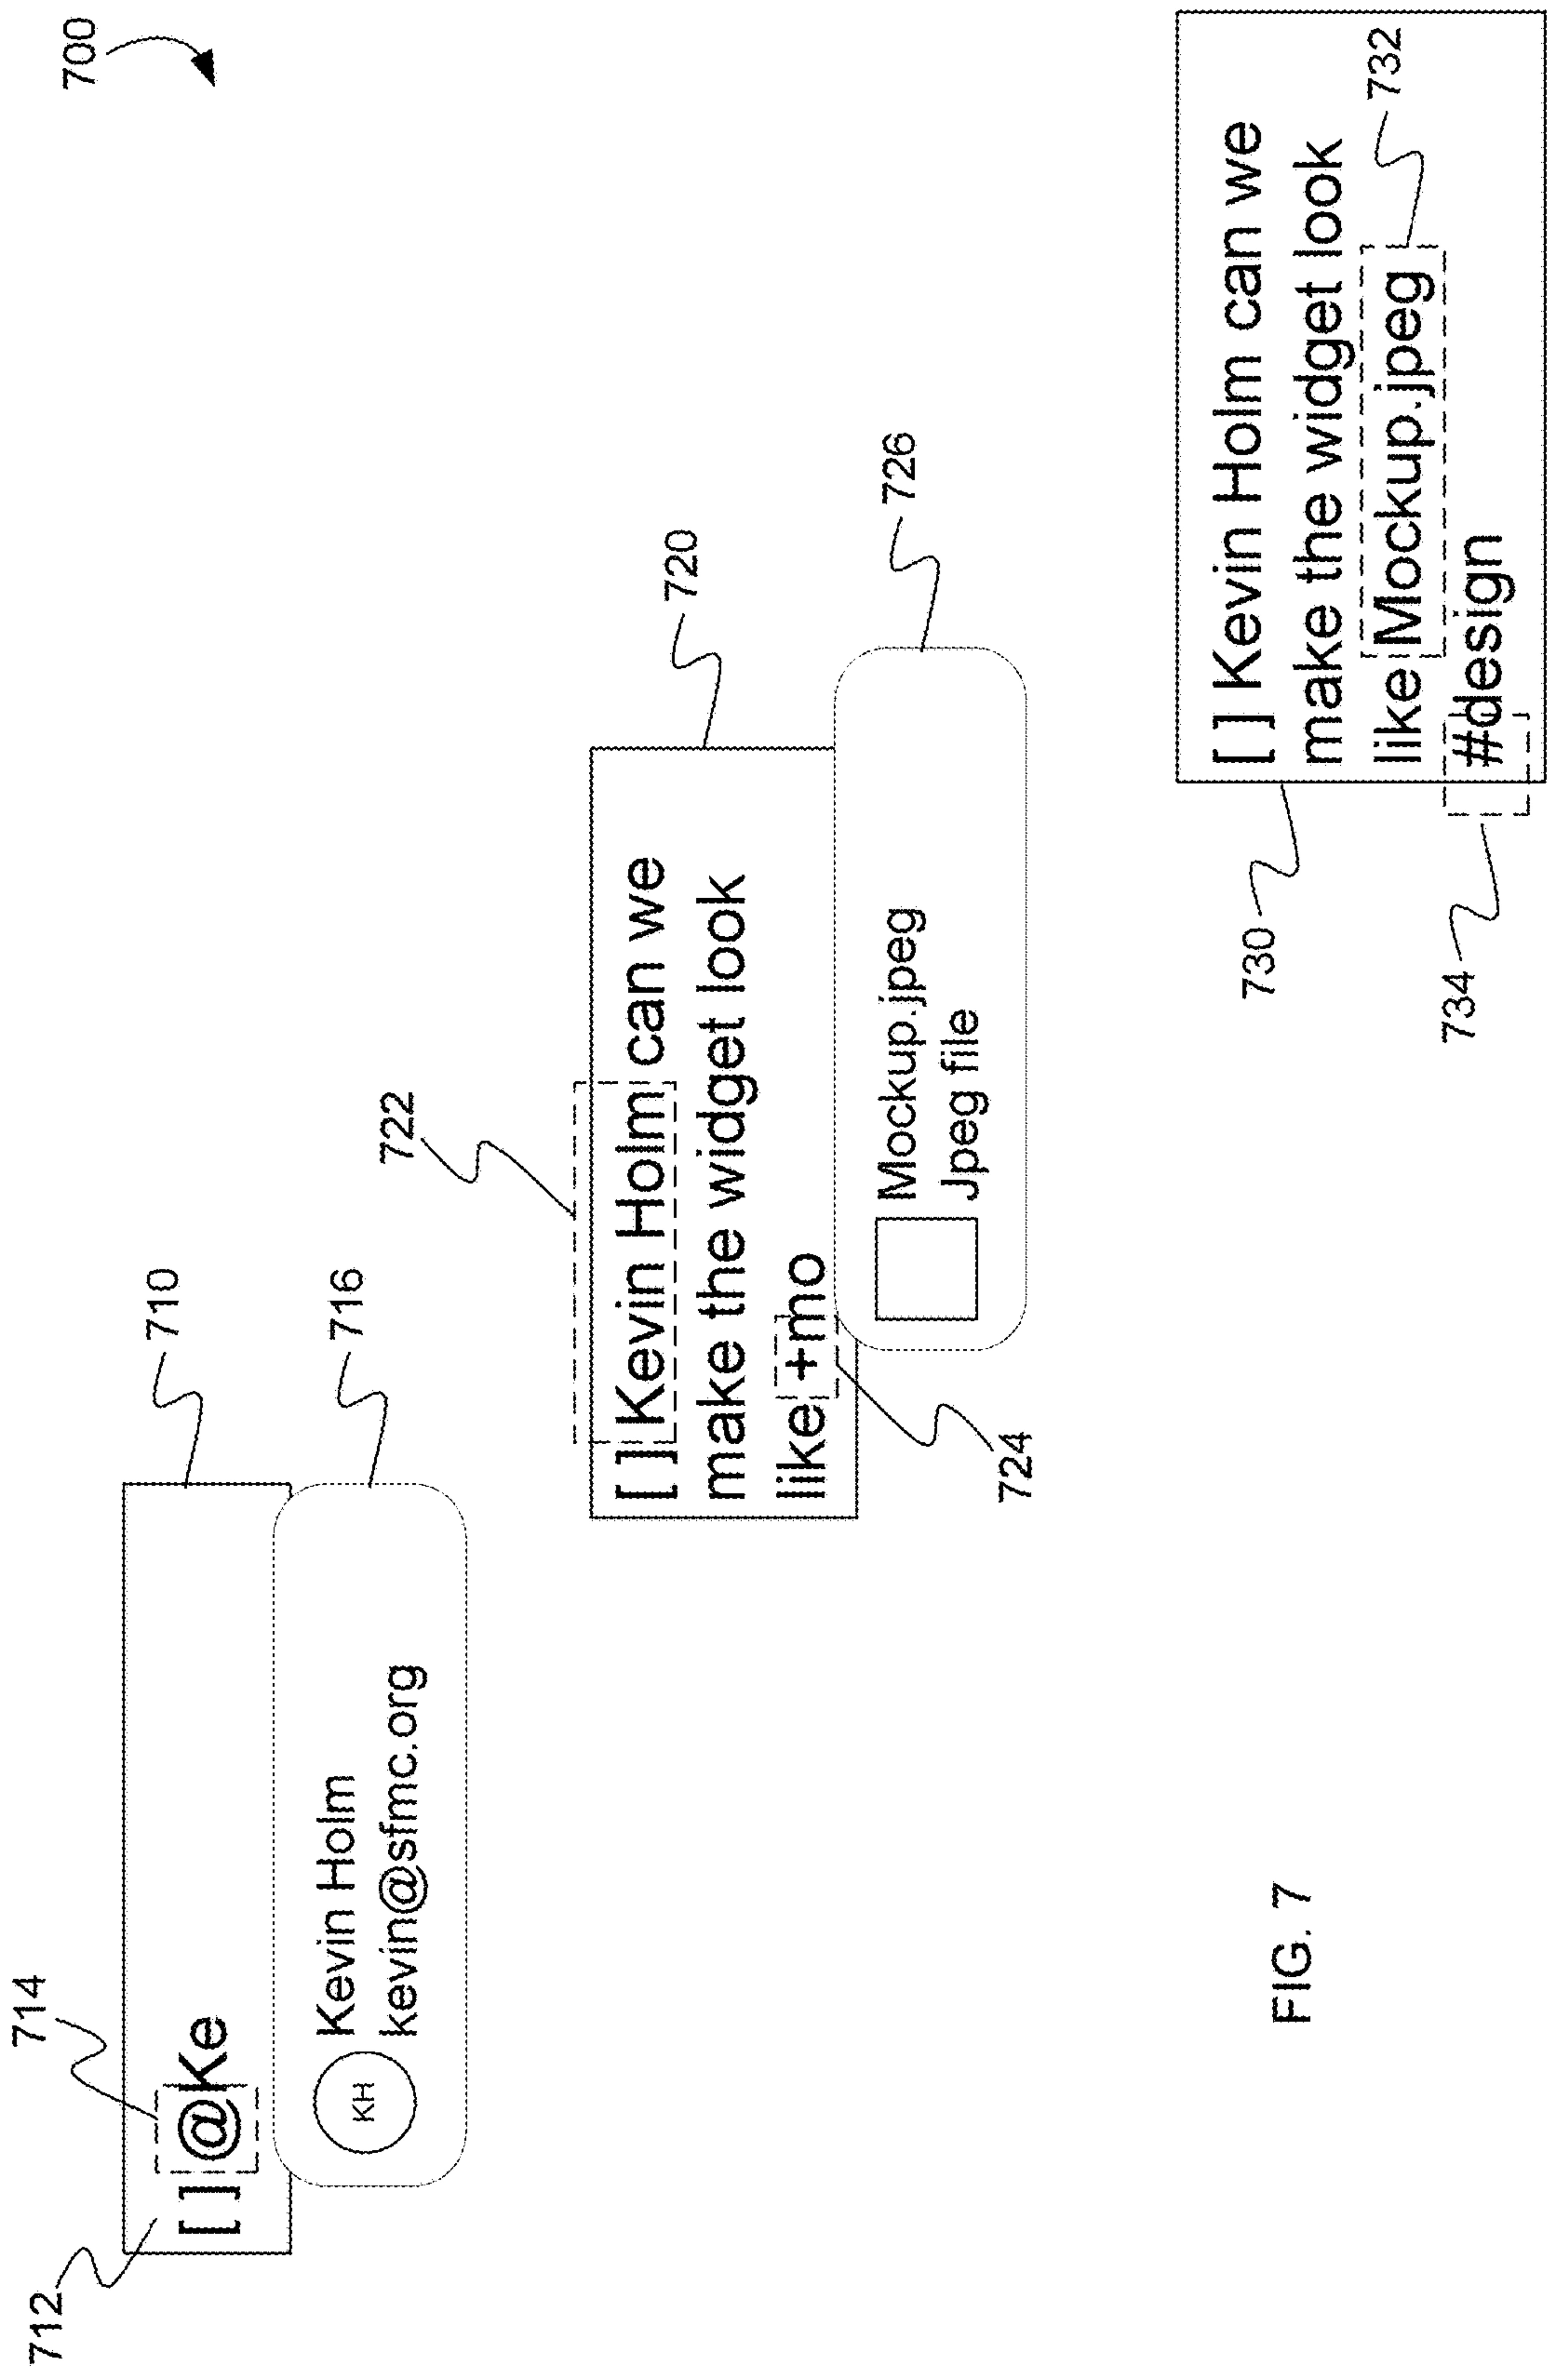 700
714
712
[ ] @Ke
710
Kevin Holm
kevin@sfmc.org
KH
716
722
[ ] Kevin Holm can we
make the widget look
like +mo
720
724
Mockup.jpeg
Jpeg file
726
[ ] Kevin Holm can we
make the widget look
like Mockup.jpeg
#design
730
732
734
FIG. 7